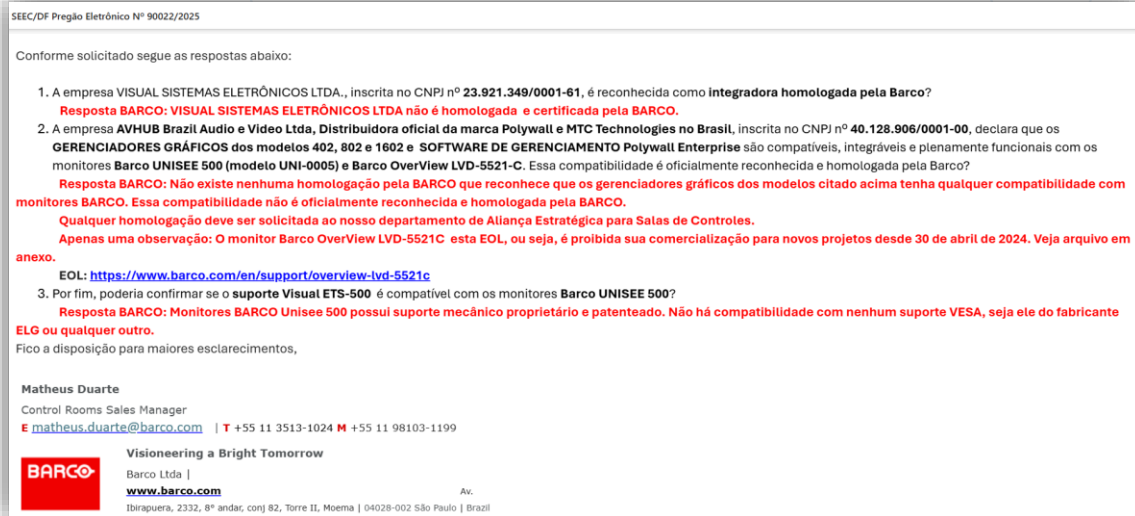 SEEC/DF Pregão Eletrônico Nº 90022/2025
Conforme solicitado segue as respostas abaixo:
1. A empresa VISUAL SISTEMAS ELETRÔNICOS LTDA., inscrita no CNPJ nº 23.921.349/0001-61, é reconhecida como integradora homologada pela Barco?
Resposta BARCO: VISUAL SISTEMAS ELETRÔNICOS LTDA não é homologada e certificada pela BARCO.
2. A empresa AVHUB Brazil Audio e Video Ltda, Distribuidora oficial da marca Polywall e MTC Technologies no Brasil, inscrita no CNPJ nº 40.128.906/0001-00, declara que os
GERENCIADORES GRÁFICOS dos modelos 402, 802 e 1602 e SOFTWARE DE GERENCIAMENTO Polywall Enterprise são compatíveis, integráveis e plenamente funcionais com os
monitores Barco UNISEE 500 (modelo UNI-0005) e Barco OverView LVD-5521-C. Essa compatibilidade é oficialmente reconhecida e homologada pela Barco?
Resposta BARCO: Não existe nenhuma homologação pela BARCO que reconhece que os gerenciadores gráficos dos modelos citado acima tenha qualquer compatibilidade com
monitores BARCO. Essa compatibilidade não é oficialmente reconhecida e homologada pela BARCO.
Qualquer homologação deve ser solicitada ao nosso departamento de Aliança Estratégica para Salas de Controles.
Apenas uma observação: O monitor Barco OverView LVD-5521C esta EOL, ou seja, é proibida sua comercialização para novos projetos desde 30 de abril de 2024. Veja arquivo em
anexo.
EOL: https://www.barco.com/en/support/overview-lvd-5521c
3. Por fim, poderia confirmar se o suporte Visual ETS-500 é compatível com os monitores Barco UNISEE 500?
Resposta BARCO: Monitores BARCO Unisee 500 possui suporte mecânico proprietário e patenteado. Não há compatibilidade com nenhum suporte VESA, seja ele do fabricante
ELG ou qualquer outro.
Fico a disposição para maiores esclarecimentos,
Matheus Duarte
Control Rooms Sales Manager
E matheus.duarte@barco.com | T +55 11 3513-1024 M +55 11 98103-1199
Visioneering a Bright Tomorrow
BARCO
Barco Ltda |
www.barco.com Av.
Ibirapuera, 2332, 8º andar, conj 82, Torre II, Moema | 04028-002 São Paulo | Brazil